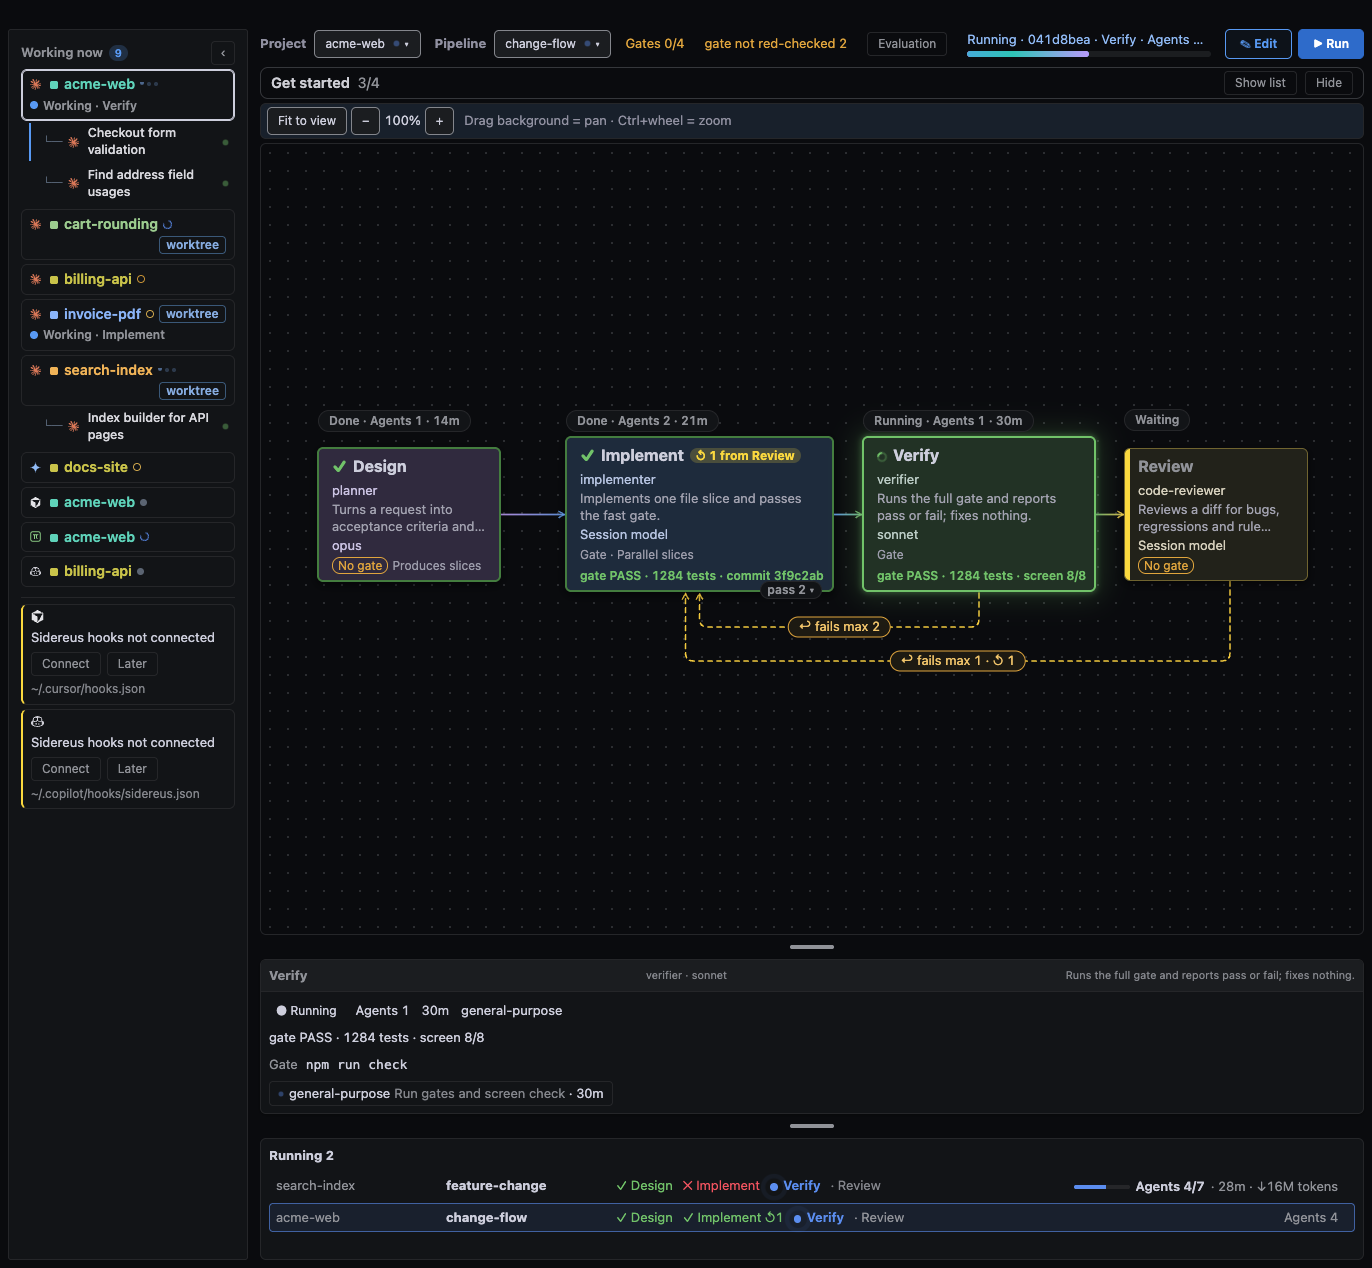 Working now 9
‹
acme-web
Working · Verify
Checkout form
validation
Find address field
usages
cart-rounding
worktree
billing-api
invoice-pdf worktree
Working · Implement
search-index
worktree
Index builder for API
pages
docs-site
acme-web
acme-web
billing-api
Sidereus hooks not connected
Connect Later
~/.cursor/hooks.json
Sidereus hooks not connected
Connect Later
~/.copilot/hooks/sidereus.json
Project acme-web Pipeline change-flow Gates 0/4 gate not red-checked 2 Evaluation Running · 041d8bea · Verify · Agents ... Edit Run
Get started 3/4 Show list Hide
Fit to view − 100% + Drag background = pan · Ctrl+wheel = zoom
Done · Agents 1 · 14m
Design
planner
Turns a request into
acceptance criteria and...
opus
No gate Produces slices
Done · Agents 2 · 21m
Implement 1 from Review
implementer
Implements one file slice and passes
the fast gate.
Session model
Gate · Parallel slices
gate PASS · 1284 tests · commit 3f9c2ab
pass 2
Running · Agents 1 · 30m
Verify
verifier
Runs the full gate and reports
pass or fail; fixes nothing.
sonnet
Gate
gate PASS · 1284 tests · screen 8/8
Waiting
Review
code-reviewer
Reviews a diff for bugs,
regressions and rule...
Session model
No gate
↩ fails max 2
↩ fails max 1 · ↺ 1
Verify verifier · sonnet Runs the full gate and reports pass or fail; fixes nothing.
Running Agents 1 30m general-purpose
gate PASS · 1284 tests · screen 8/8
Gate npm run check
general-purpose Run gates and screen check · 30m
Running 2
search-index feature-change ✓ Design ✕ Implement Verify · Review Agents 4/7 · 28m · ↓16M tokens
acme-web change-flow ✓ Design ✓ Implement ↺1 Verify · Review Agents 4